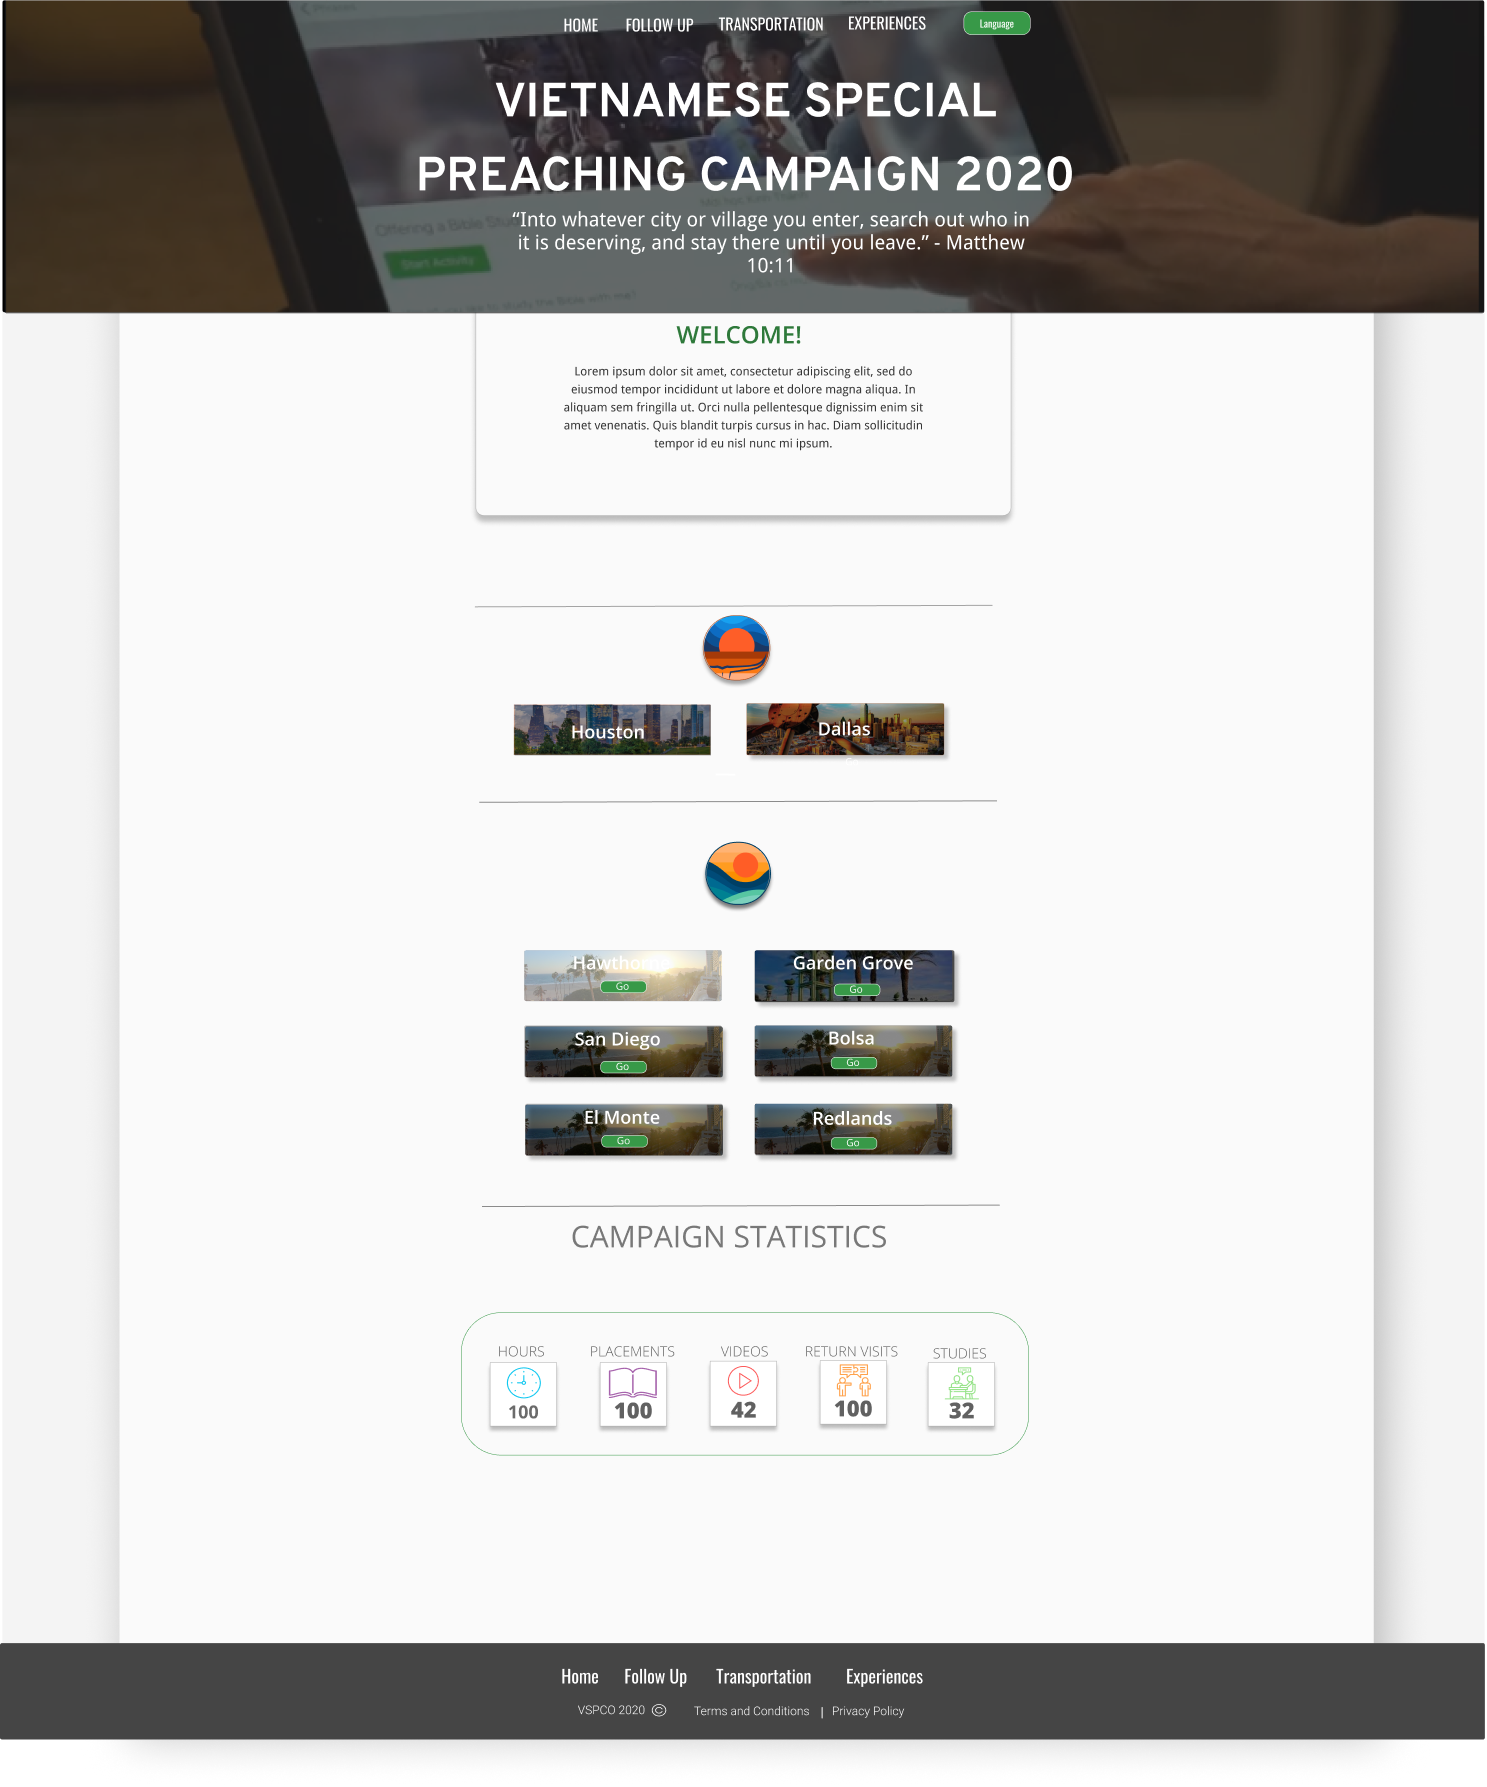 HOME FOLLOW UP TRANSPORTATION EXPERIENCES Language
VIETNAMESE SPECIAL
PREACHING CAMPAIGN 2020
“Into whatever city or village you enter, search out who in
it is deserving, and stay there until you leave.” - Matthew
10:11
Offering a Bible
Start Activity
WELCOME!
Lorem ipsum dolor sit amet, consectetur adipiscing elit, sed do
eiusmod tempor incididunt ut labore et dolore magna aliqua. In
aliquam sem fringilla ut. Orci nulla pellentesque dignissim enim sit
amet venenatis. Quis blandit turpis cursus in hac. Diam sollicitudin
tempor id eu nisl nunc mi ipsum.
Houston Dallas
Hawthorne Garden Grove
Go Go
San Diego Bolsa
Go Go
El Monte Redlands
Go Go
CAMPAIGN STATISTICS
HOURS PLACEMENTS VIDEOS RETURN VISITS STUDIES
100 100 42 100 32
Home Follow Up Transportation Experiences
VSPCO 2020 © Terms and Conditions | Privacy Policy